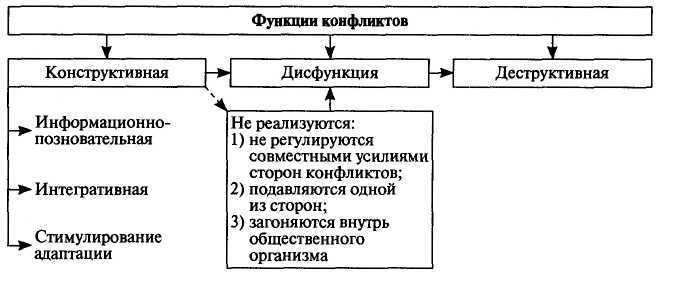 Функции конфликтов
Конструктивная
Дисфункция
Деструктивная
Информационно-
позновательная
Интегративная
Стимулирование
адаптации
Не реализуются:
1) не регулируются
совместными усилиями
сторон конфликтов;
2) подавляются одной
из сторон;
3) загоняются внутрь
общественного
организма